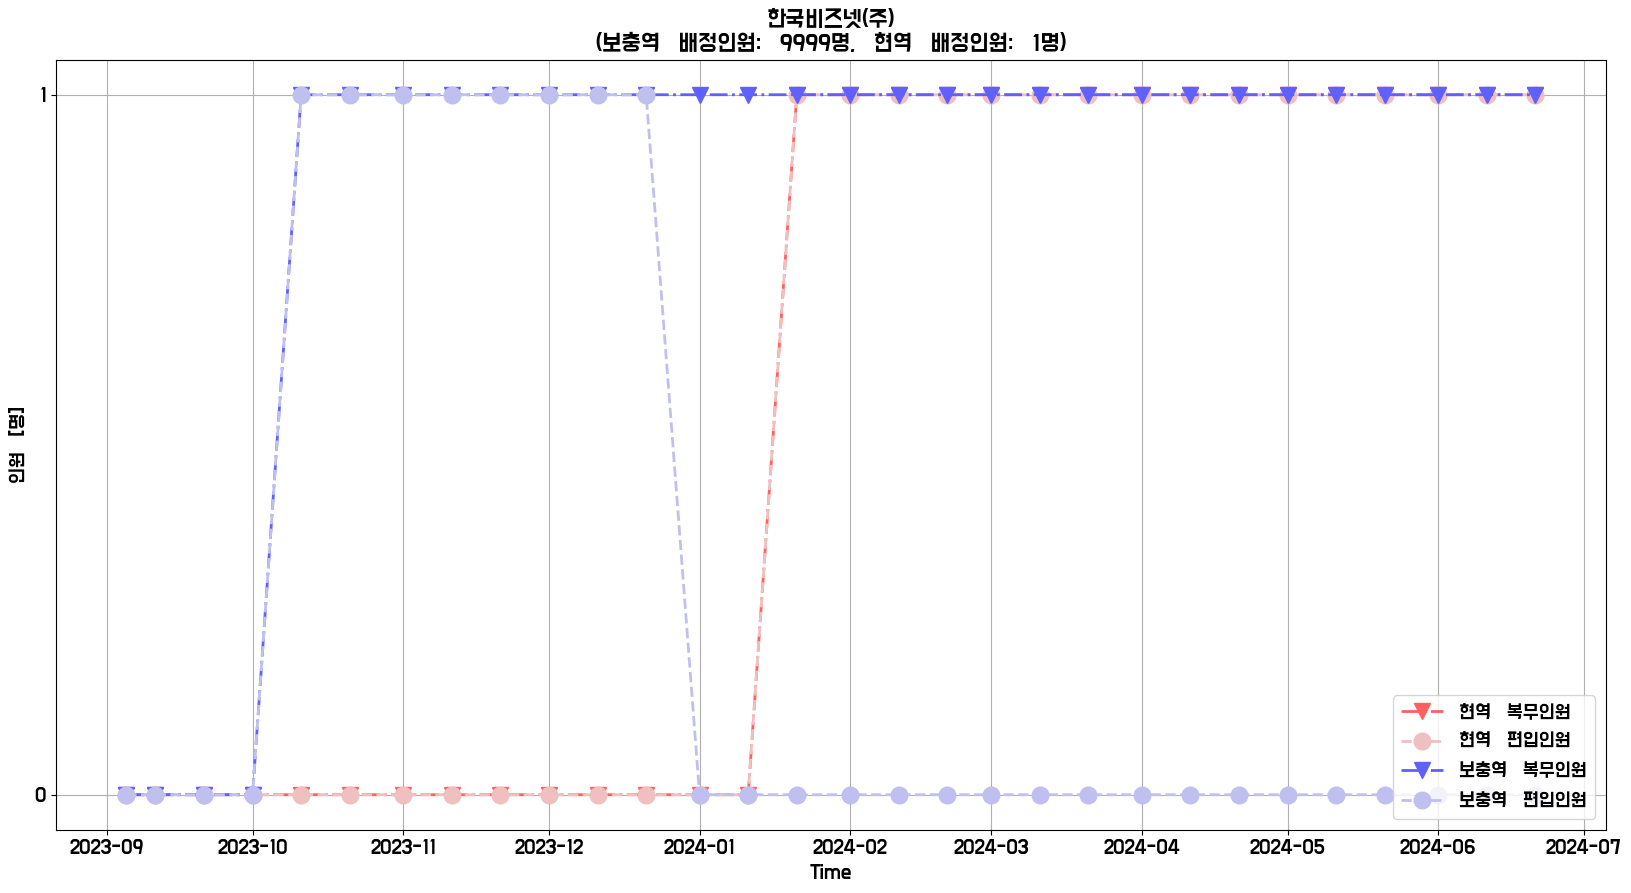 한국비즈넷(주)
(보충역 배정인원: 9999명, 현역 배정인원: 1명)
인원 [명]
1
0
현역 복무인원
현역 편입인원
보충역 복무인원
보충역 편입인원
2023-09 2023-10 2023-11 2023-12 2024-01 2024-02 2024-03 2024-04 2024-05 2024-06 2024-07
Time